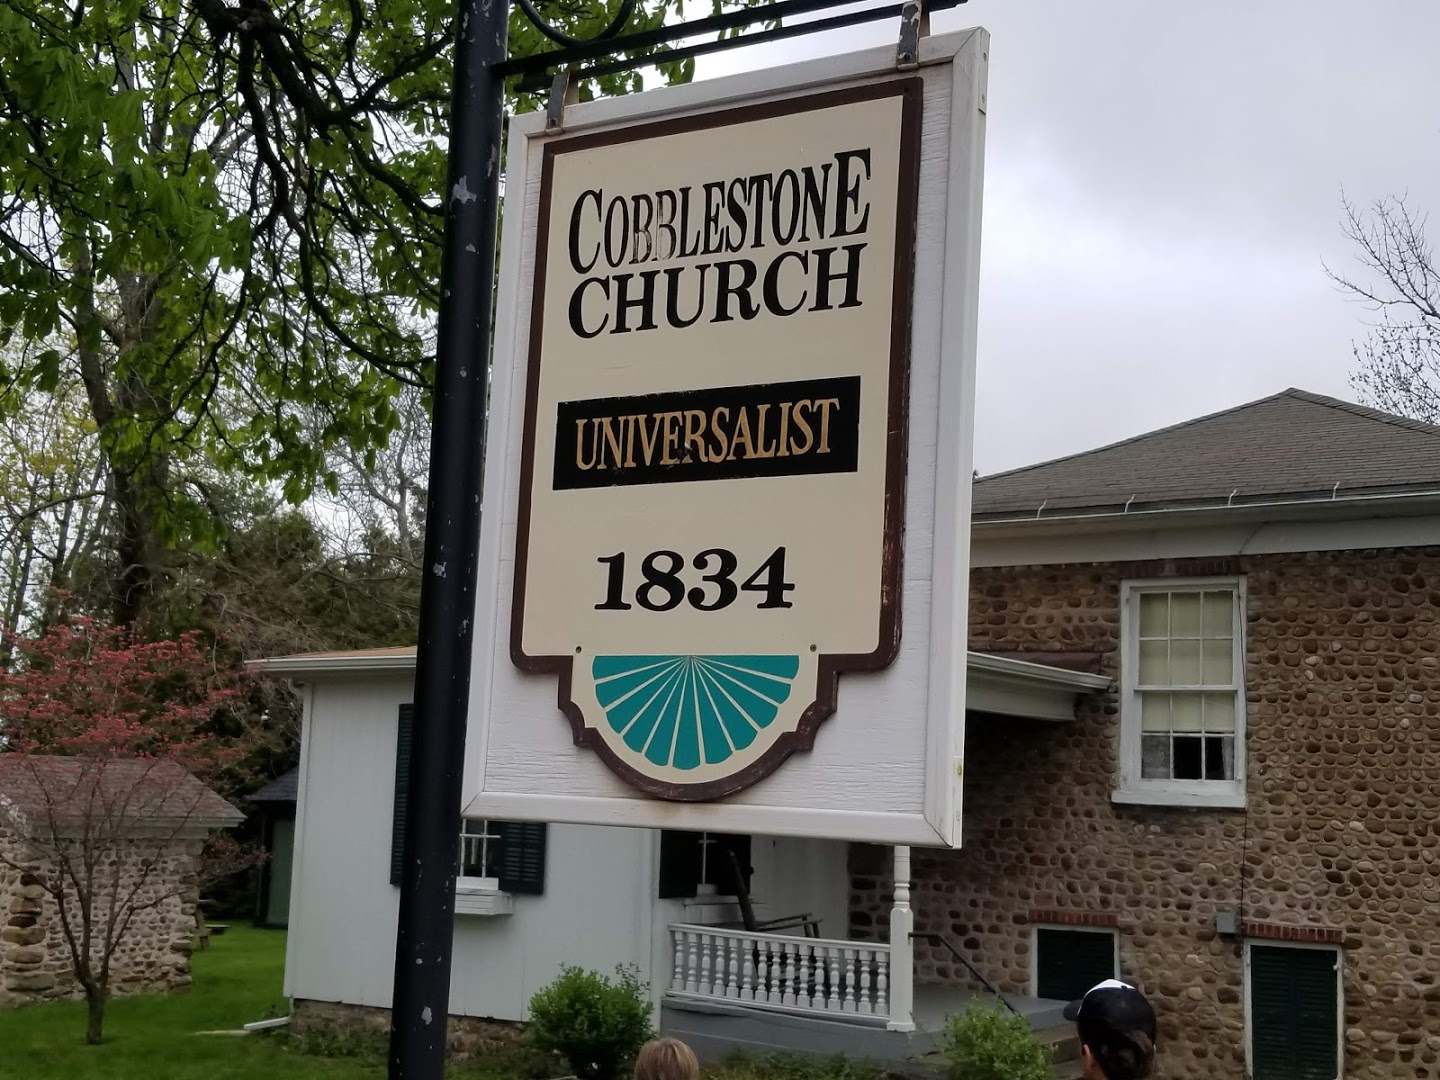 COBBLESTONE
CHURCH
UNIVERSALIST
1834